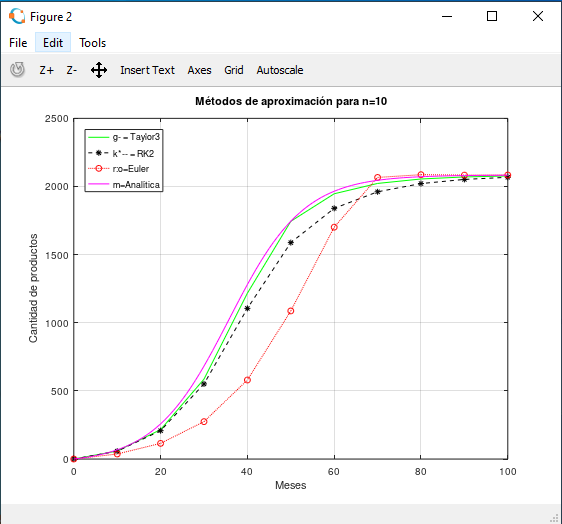 Figure 2
File Edit Tools
Z+ Z- Insert Text Axes Grid Autoscale
Métodos de aproximación para n=10
2500
2000
1500
1000
500
0
Cantidad de productos
g- = Taylor3
k*-- = RK2
r:o=Euler
m=Analitica
0 20 40 60 80 100
Meses